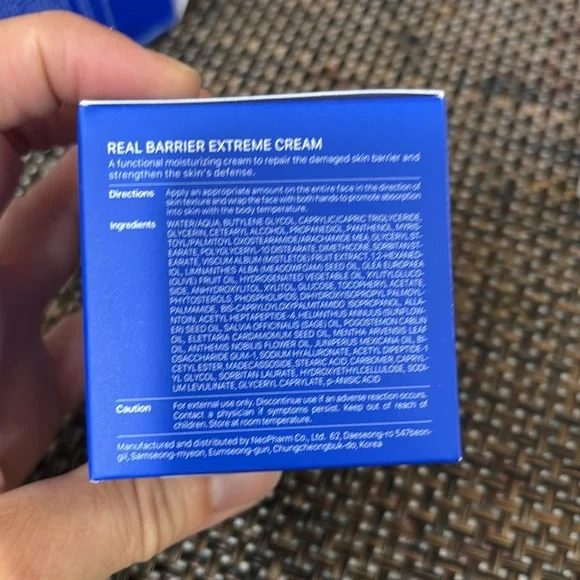 REAL BARRIER EXTREME CREAM
A functional moisturizing cream to repair the damaged skin barrier and
strengthen the skin's defense.
Directions
Apply an appropriate amount on the entire face in the direction of
skin texture and wrap the face with both hands to promote absorption
into skin with the body temperature.
Ingredients
WATER/AQUA, BUTYLENE GLYCOL, CAPRYLIC/CAPRIC TRIGLYCERIDE,
GLYCERIN, CETEARYL ALCOHOL, PROPANEDIOL, PANTHENOL, MYRIS-
TOYL/PALMITOYL OXOSTEARAMIDE/ARACHAMIDE MEA, GLYCERYL ST-
EARATE, POLYGLYCERYL-10 DISTEARATE, DIMETHICONE, SORBITAN ST-
EARATE, VISCUM ALBUM (MISTLETOE) FRUIT EXTRACT, 1,2-HEXANED-
IOL, LIMNANTHES ALBA (MEADOWFOAM) SEED OIL, OLEA EUROPAEA
(OLIVE) FRUIT OIL, HYDROGENATED VEGETABLE OIL, XYLITYLGLUCO-
SIDE, ANHYDROXYLITOL, XYLITOL, GLUCOSE, TOCOPHERYL ACETATE,
PHYTOSTEROLS, PHOSPHOLIPIDS, DIHYDROXYISOPROPYL PALMOYL-
PALMAMIDE, BIS-CAPRYLOYLOXYPALMITAMIDO ISOPROPANOL, ALLA-
NTOIN, ACETYL HEPTAPEPTIDE-4, HELIANTHUS ANNUUS (SUNFLOW-
ER) SEED OIL, SALVIA OFFICINALIS (SAGE) OIL, POGOSTEMON CABLIN
OIL, ELETTARIA CARDAMOMUM SEED OIL, MENTHA ARVENSIS LEAF
OIL, ANTHEMIS NOBILIS FLOWER OIL, JUNIPERUS MEXICANA OIL, BI-
OSACCHARIDE GUM-1, SODIUM HYALURONATE, ACETYL DIPEPTIDE-1
CETYL ESTER, MADECASSOSIDE, STEARIC ACID, CARBOMER, CAPRYL-
YL GLYCOL, SORBITAN LAURATE, HYDROXYETHYLCELLULOSE, SODI-
UM LEVULINATE, GLYCERYL CAPRYLATE, p-ANISIC ACID
Caution
For external use only. Discontinue use if an adverse reaction occurs.
Contact a physician if symptoms persist. Keep out of reach of
children. Store at room temperature.
Manufactured and distributed by NeoPharm Co., Ltd. 62, Daeseong-ro 547beon-
gil, Samseong-myeon, Eumseong-gun, Chungcheongbuk-do, Korea